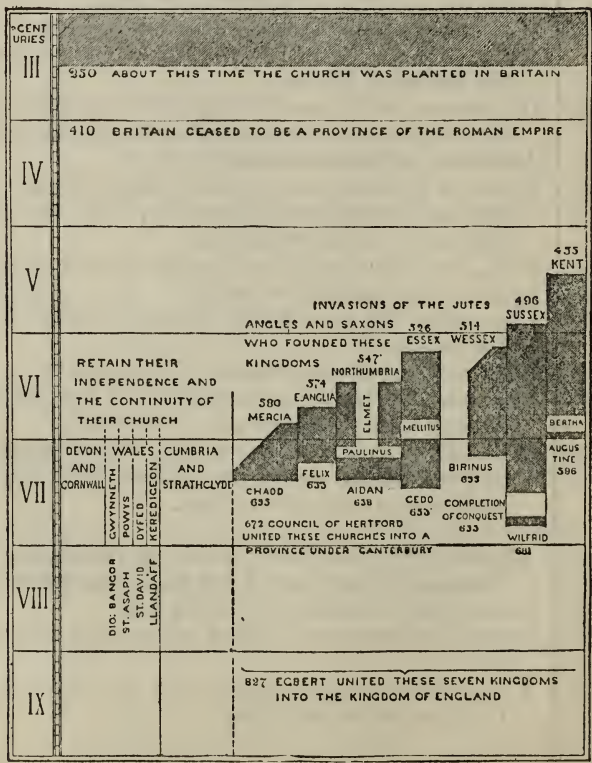 CENT
URIES
III
250 ABOUT THIS TIME THE CHURCH WAS PLANTED IN BRITAIN
410 BRITAIN CEASED TO BE A PROVINCE OF THE ROMAN EMPIRE
IV
V
455
KENT
INVASIONS OF THE JUTES
ANGLES AND SAXONS
WHO FOUNDED THESE
KINGDOMS
496
SUSSEX
514
WESSEX
526
ESSEX
547
NORTHUMBRIA
574
E.ANGLIA
580
MERCIA
VI
RETAIN THEIR
INDEPENDENCE AND
THE CONTINUITY OF
THEIR CHURCH
ELMET
MELLITUS
BERTHA
PAULINUS
VII
DEVON
AND
CORNWALL
WALES
GWYNNETH
POWYS
DYFED
KEREDIGEON
CUMBRIA
AND
STRATHCLYDE
CHADD
653
FELIX
633
AIDAN
638
CEDD
653
BIRINUS
633
COMPLETION
OF CONQUEST
633
WILFRID
681
AUGUS
TINE
596
672 COUNCIL OF HERTFORD
UNITED THESE CHURCHES INTO A
PROVINCE UNDER CANTERBURY
VIII
DIO: BANGOR
ST. ASAPH
ST. DAVID
LLANDAFF
IX
827 EGBERT UNITED THESE SEVEN KINGDOMS
INTO THE KINGDOM OF ENGLAND